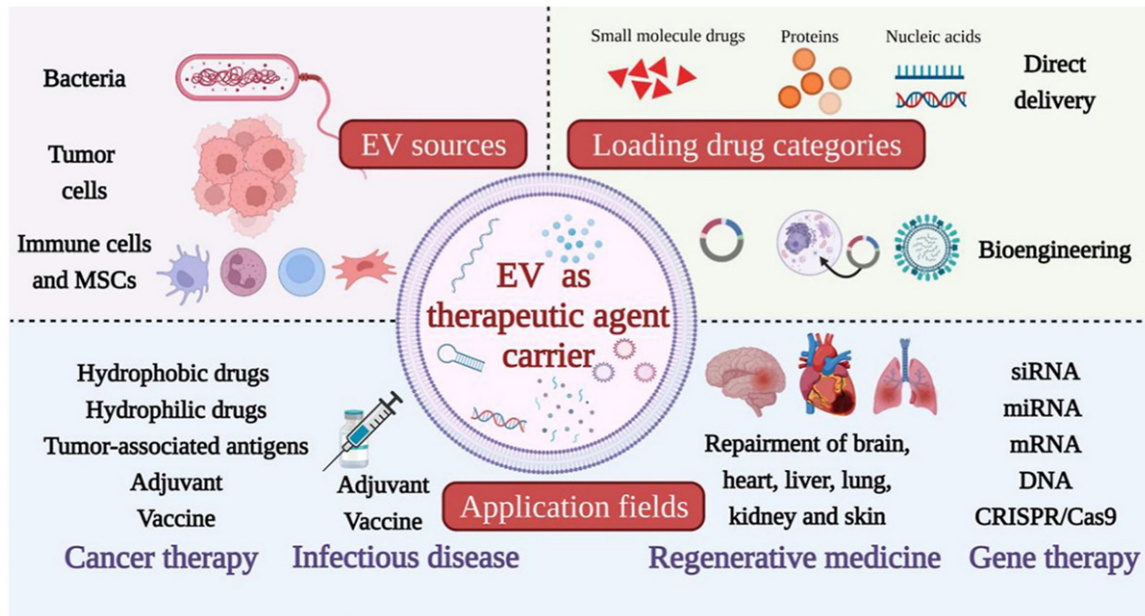 Bacteria
Tumor
cells
Immune cells
and MSCs
EV sources
Small molecule drugs
Proteins
Nucleic acids
Direct
delivery
Loading drug categories
Bioengineering
EV as
therapeutic agent
carrier
Hydrophobic drugs
Hydrophilic drugs
Tumor-associated antigens
Adjuvant
Vaccine
Cancer therapy
Adjuvant
Vaccine
Infectious disease
Application fields
Repairment of brain,
heart, liver, lung,
kidney and skin
Regenerative medicine
siRNA
miRNA
mRNA
DNA
CRISPR/Cas9
Gene therapy